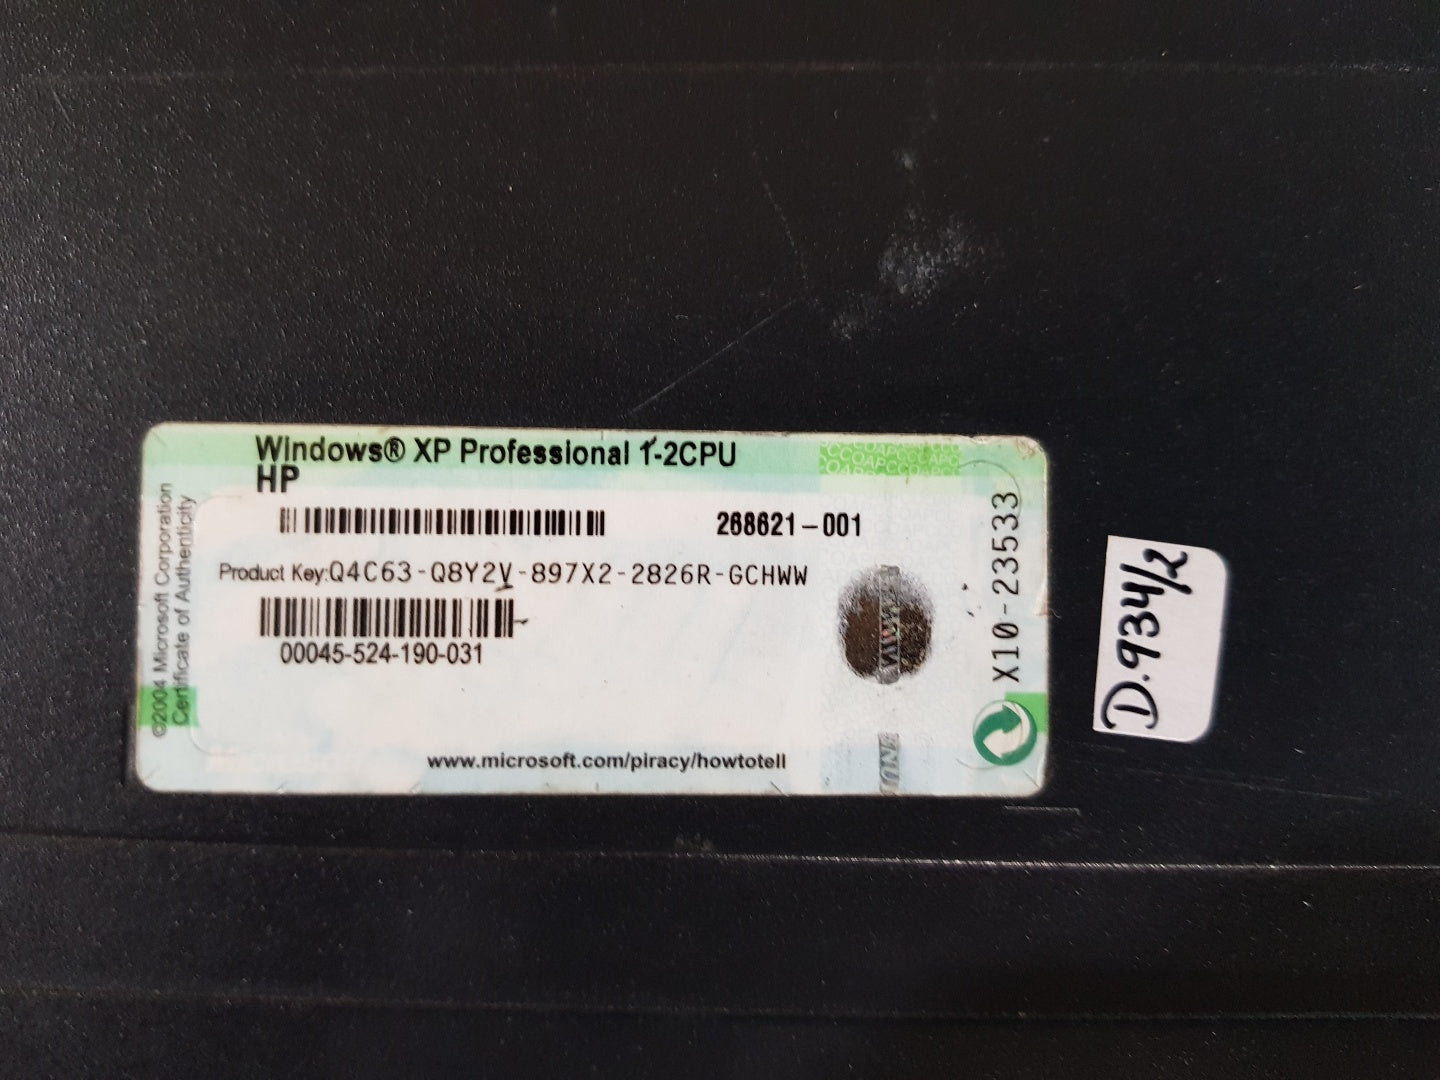 Windows® XP Professional 1-2CPU
HP
268621-001
Product Key:Q4C63-Q8Y2V-897X2-2826R-GCHWW
00045-524-190-031
www.microsoft.com/piracy/howtotell
©2004 Microsoft Corporation
Certificate of Authenticity
X10-23533
D.934/2